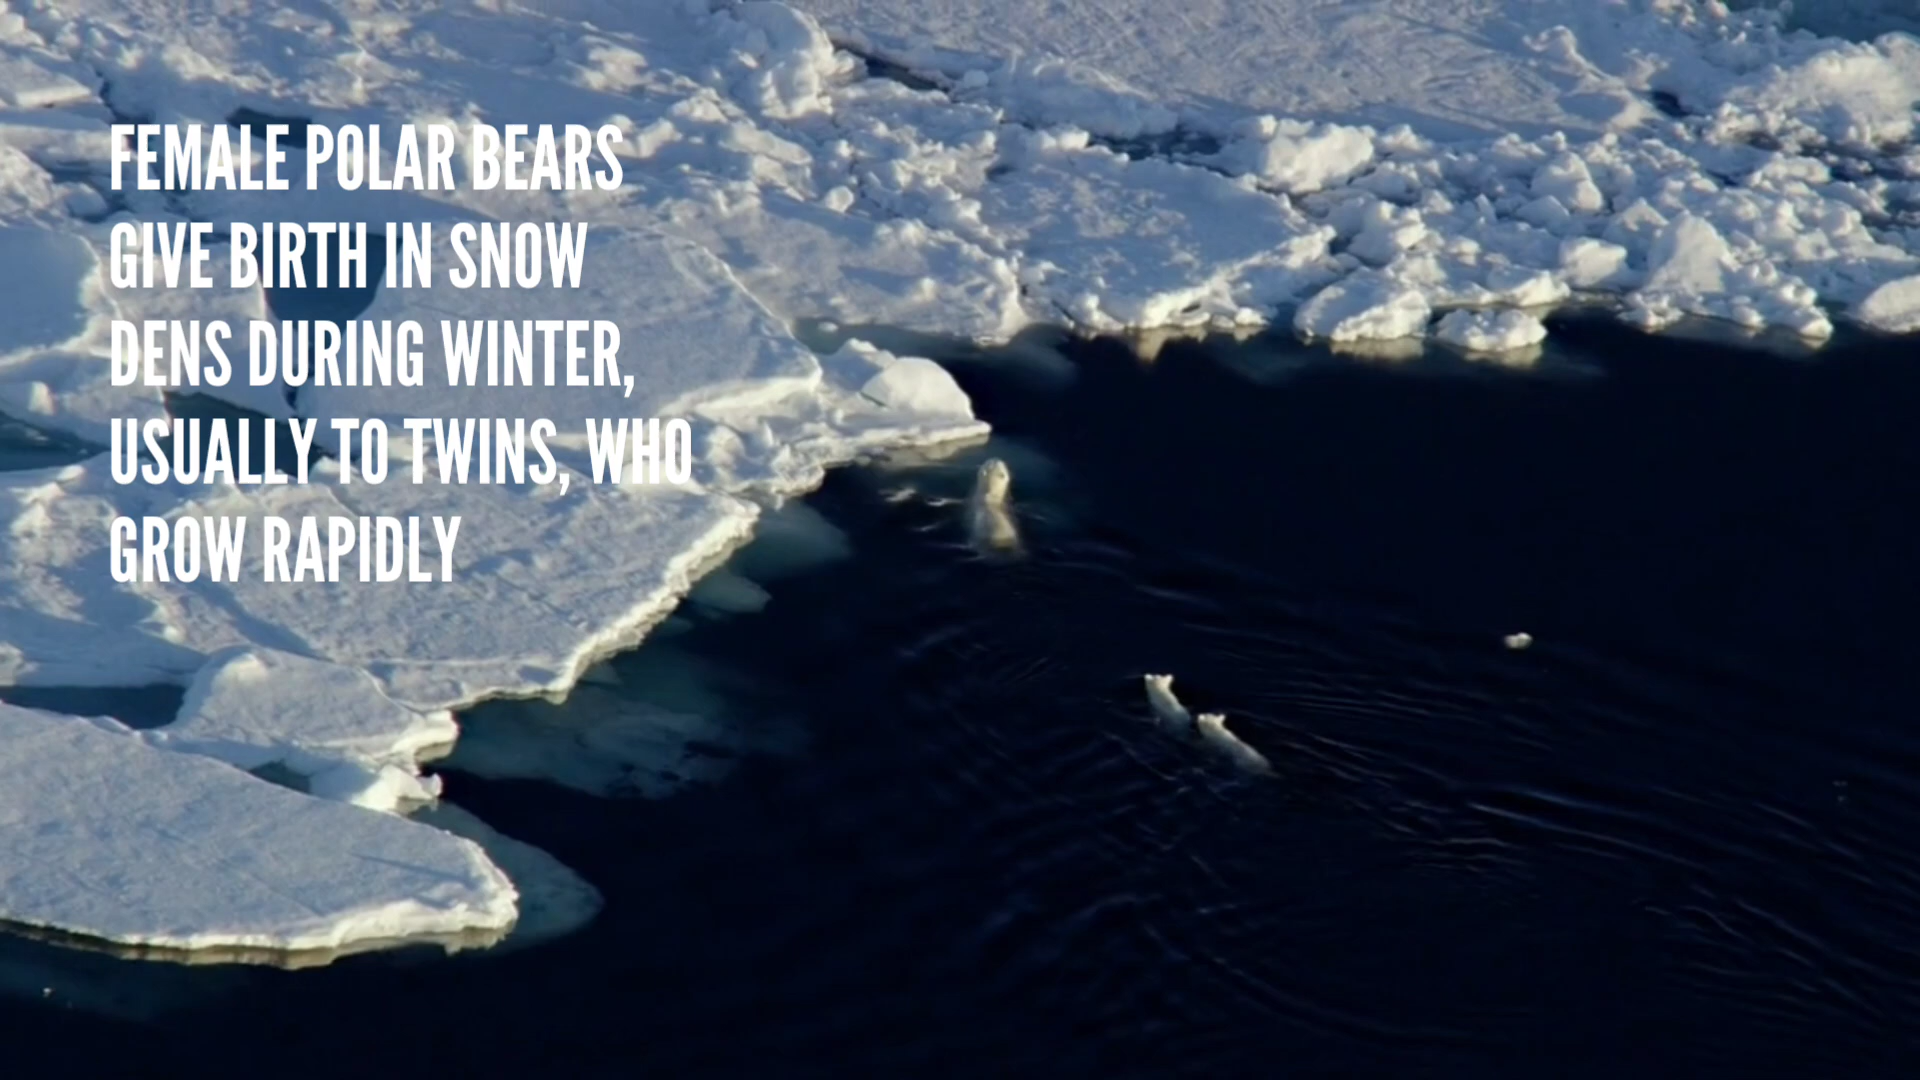 FEMALE POLAR BEARS
GIVE BIRTH IN SNOW
DENS DURING WINTER,
USUALLY TO TWINS, WHO
GROW RAPIDLY